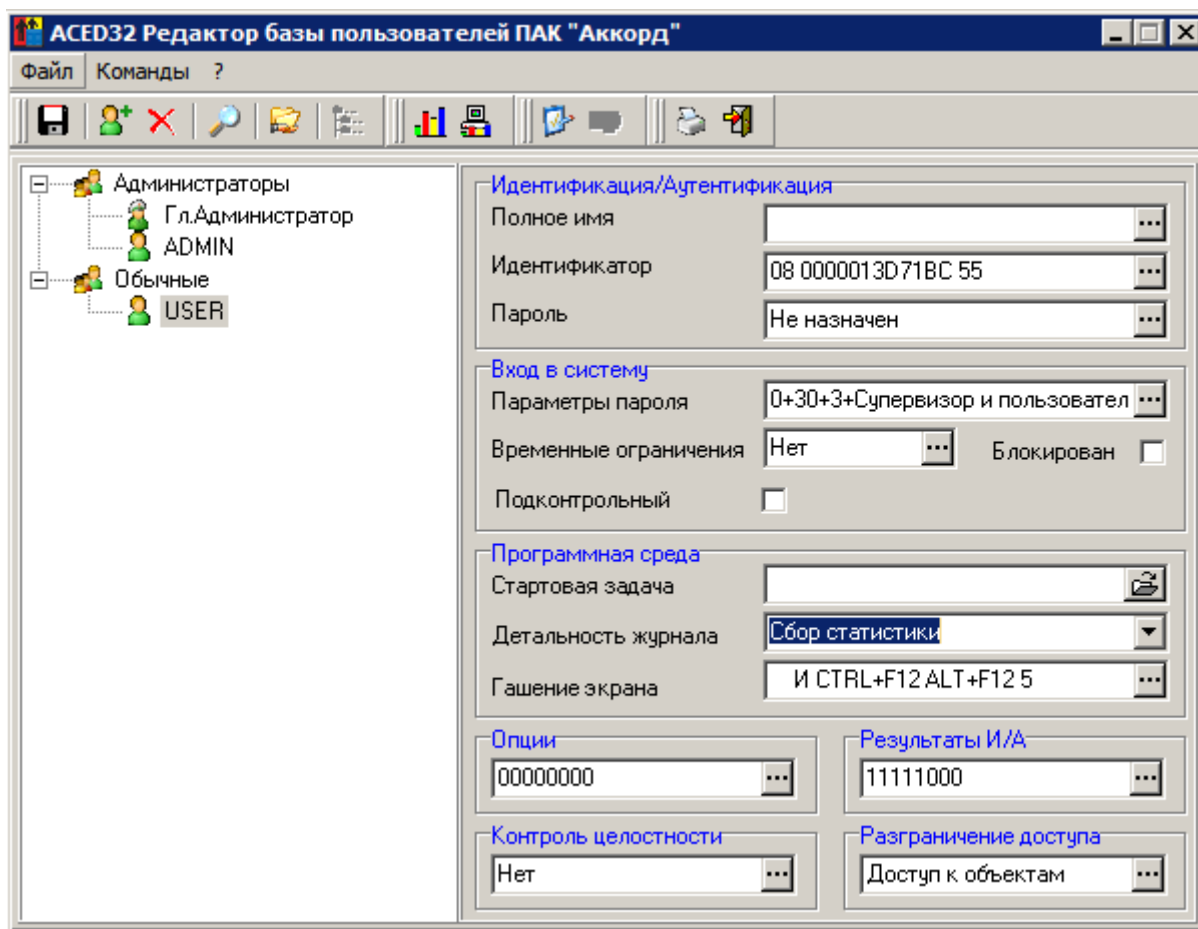 ACED32 Редактор базы пользователей ПАК "Аккорд"
Файл Команды ?
Администраторы
Гл.Администратор
ADMIN
Обычные
USER
Идентификация/Аутентификация
Полное имя
Идентификатор 08 0000013D71BC 55
Пароль Не назначен
Вход в систему
Параметры пароля 0+30+3+Супервизор и пользовател
Временные ограничения Нет Блокирован
Подконтрольный
Программная среда
Стартовая задача
Детальность журнала Сбор статистики
Гашение экрана И CTRL+F12 ALT+F12 5
Опции Результаты И/А
00000000 11111000
Контроль целостности Разграничение доступа
Нет Доступ к объектам